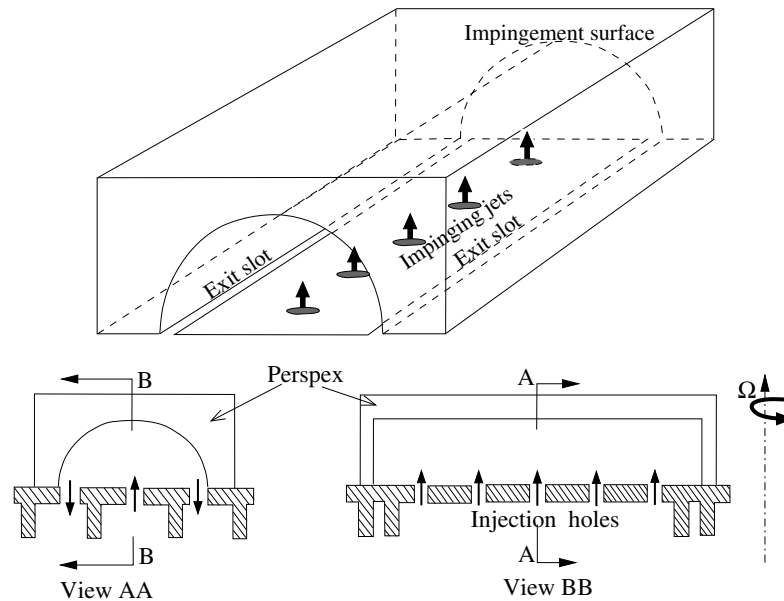 Impingement surface
Impinging jets
Exit slot
Exit slot
B
Perspex
A
Ω
B
A
Injection holes
View AA
View BB